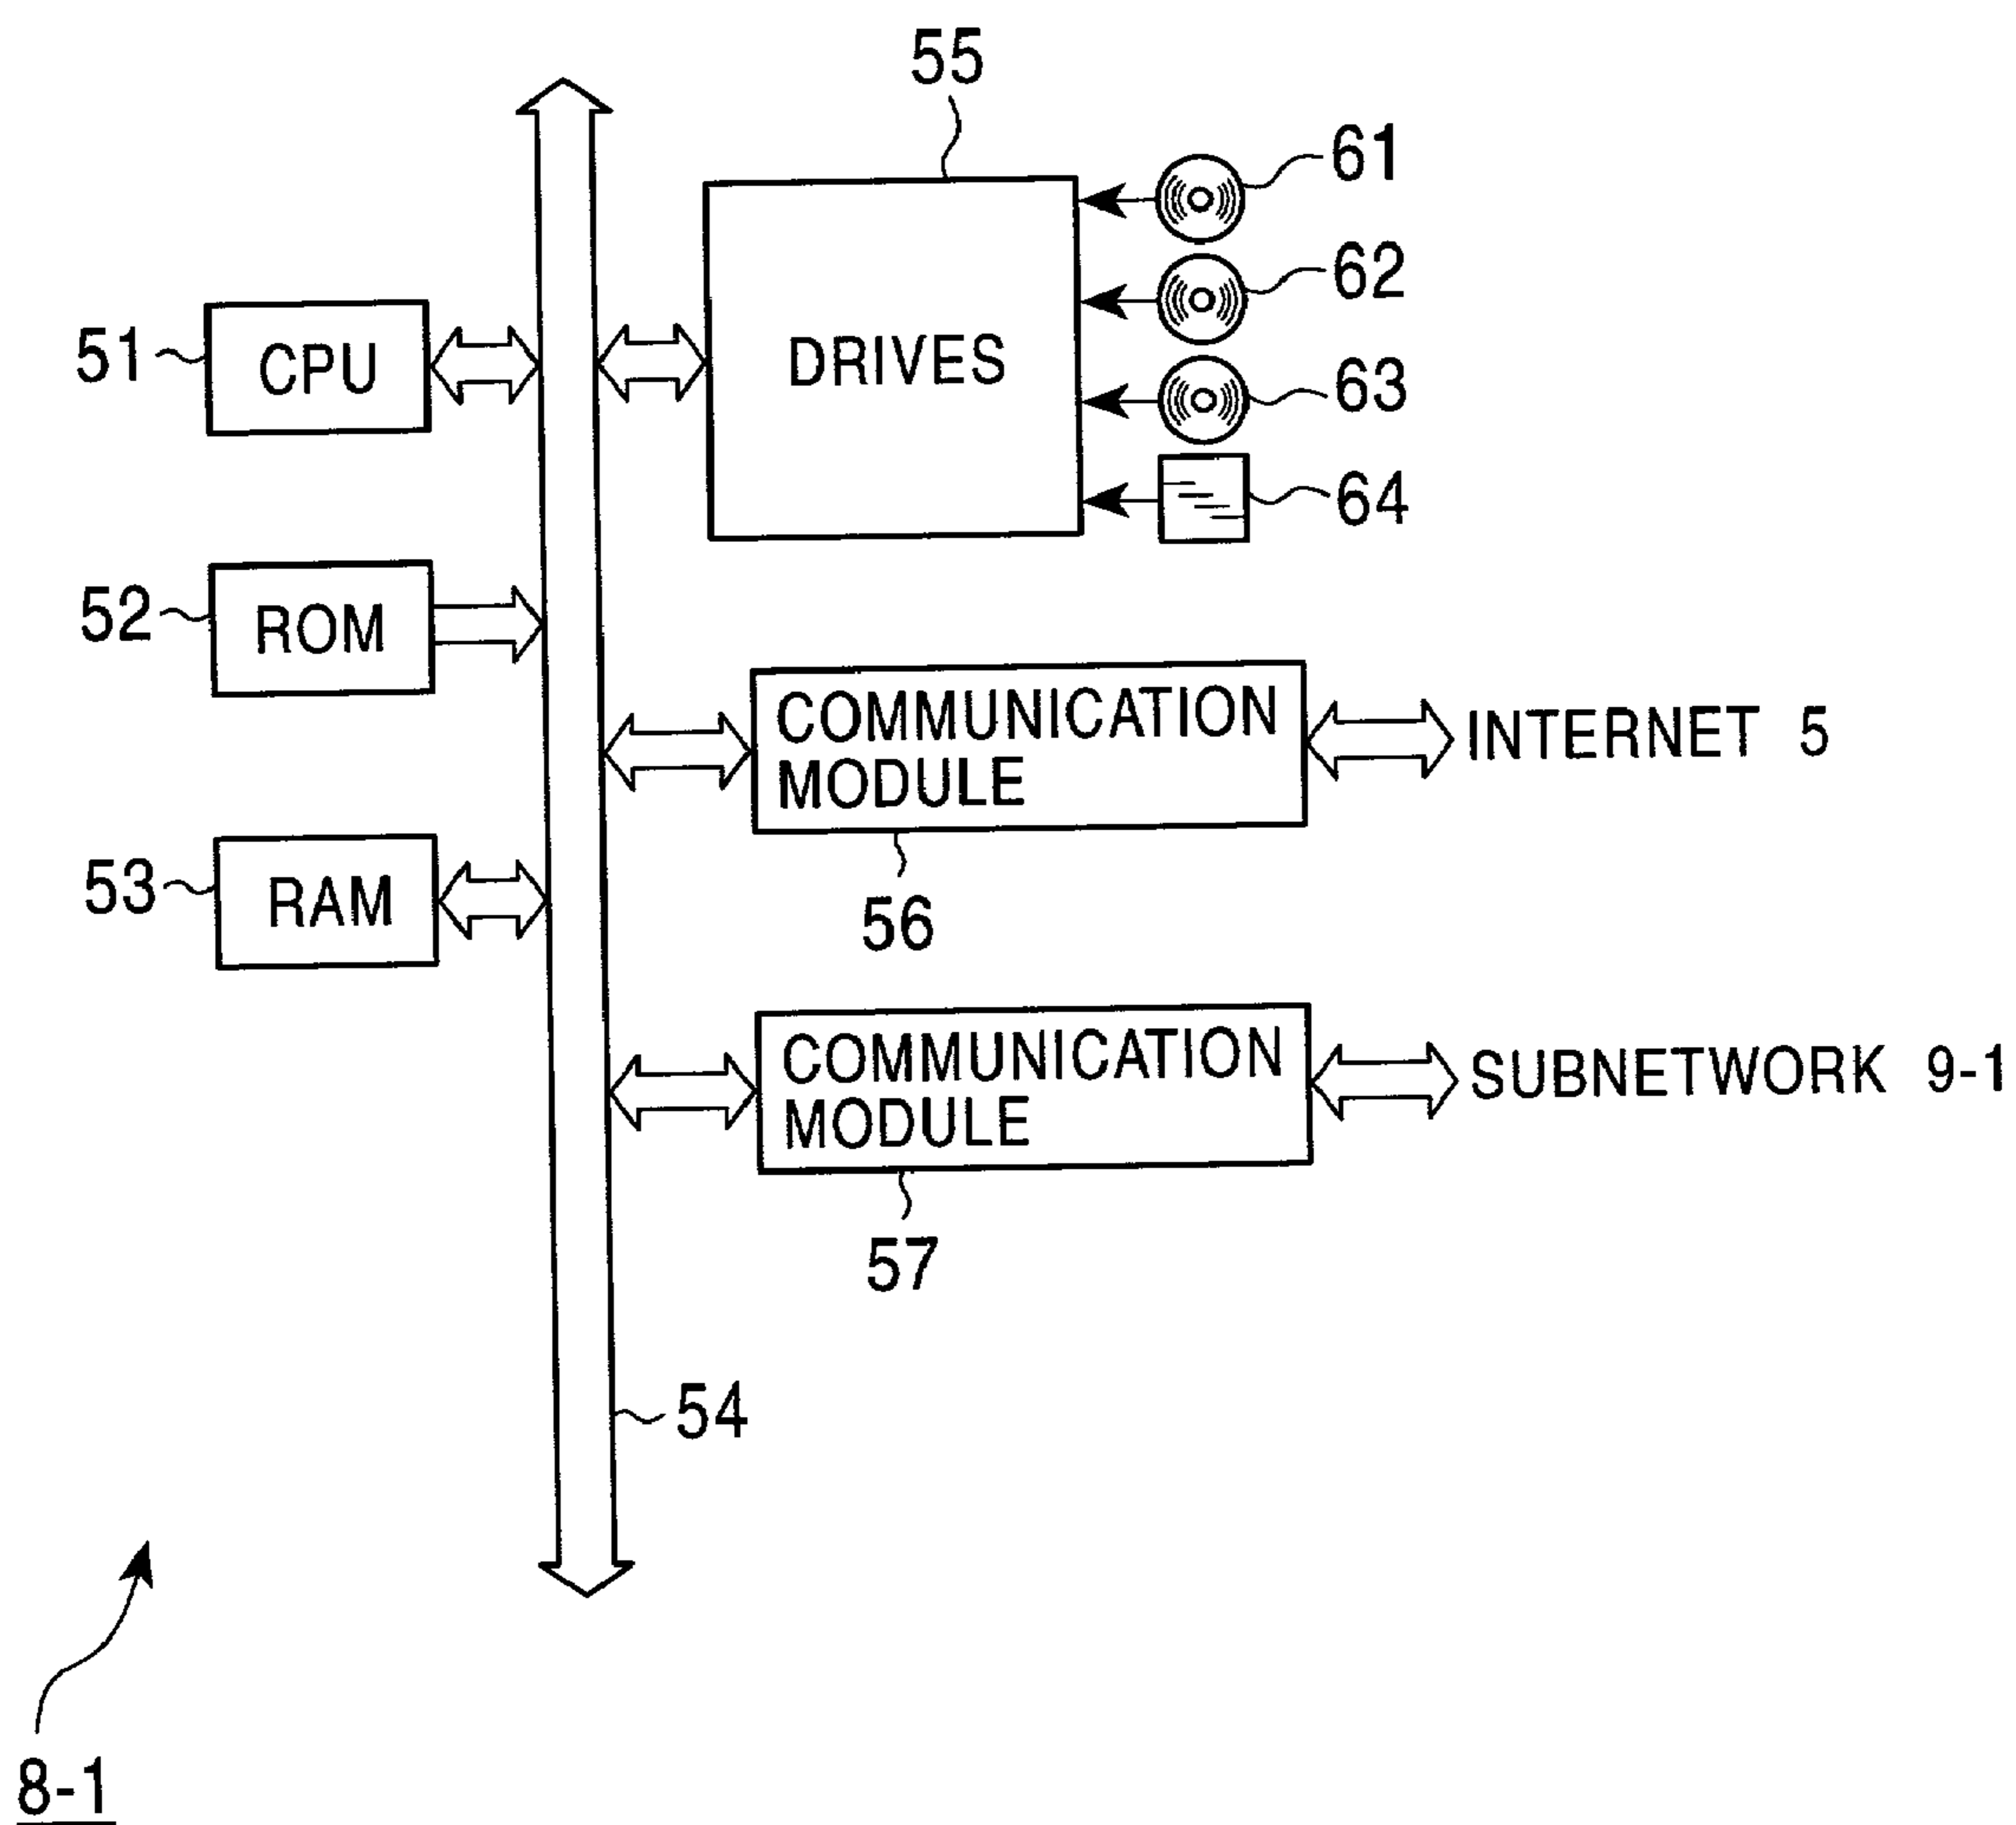 55
61
62
63
64
51
CPU
DRIVES
52
ROM
COMMUNICATION
MODULE
INTERNET 5
56
53
RAM
COMMUNICATION
MODULE
SUBNETWORK 9-1
57
54
8-1